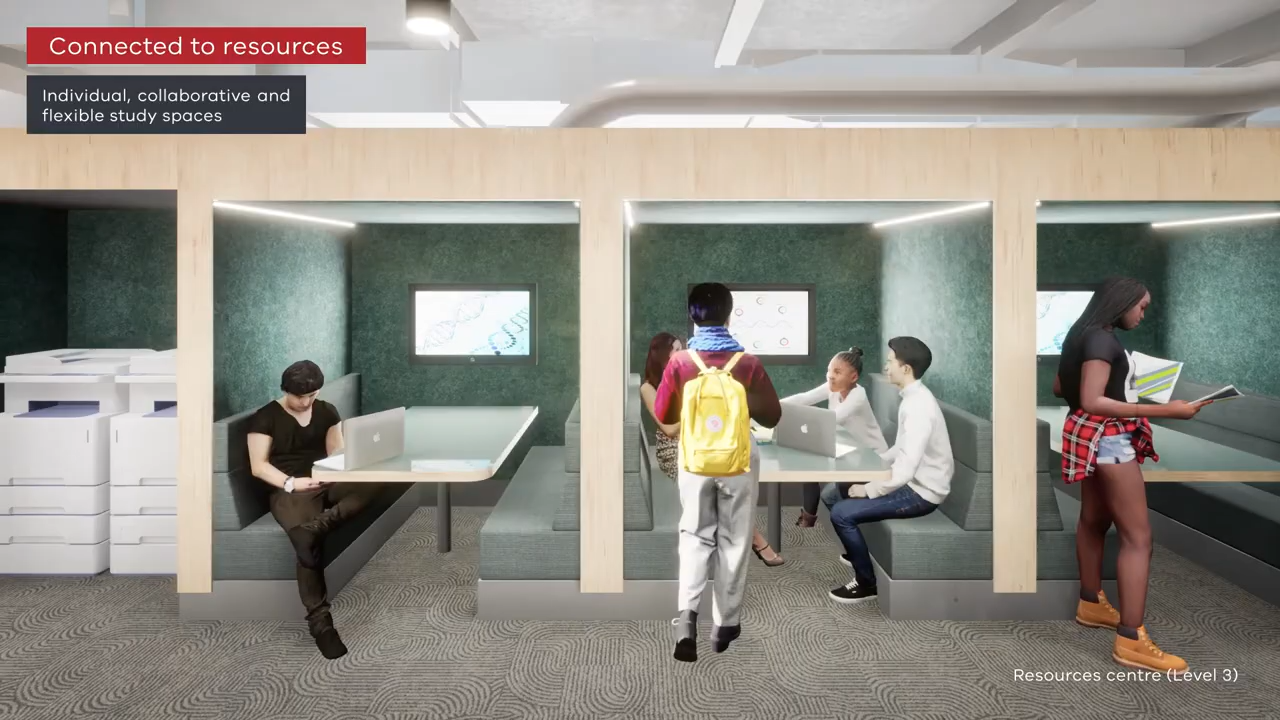 Connected to resources
Individual, collaborative and
flexible study spaces
Resources centre (Level 3)